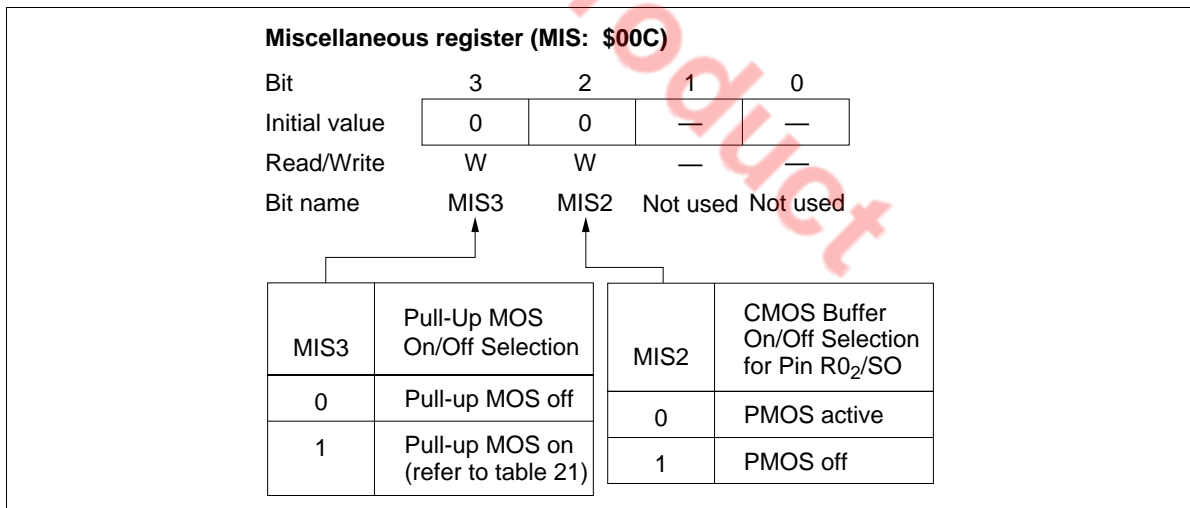 Product
Miscellaneous register (MIS: $00C)
Bit 3 2 1 0
Initial value 0 0 — —
Read/Write W W — —
Bit name MIS3 MIS2 Not used Not used
MIS3
Pull-Up MOS
On/Off Selection
0 Pull-up MOS off
1 Pull-up MOS on
(refer to table 21)
MIS2
CMOS Buffer
On/Off Selection
for Pin R0₂/SO
0 PMOS active
1 PMOS off